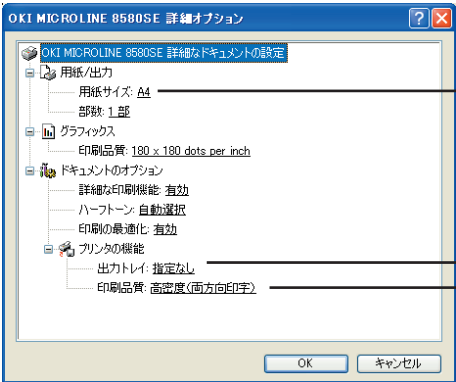 OKI MICROLINE 8580SE 詳細オプション
OKI MICROLINE 8580SE 詳細なドキュメントの設定
用紙/出力
用紙サイズ: A4
部数: 1 部
グラフィックス
印刷品質: 180 x 180 dots per inch
ドキュメントのオプション
詳細な印刷機能: 有効
ハーフトーン: 自動選択
印刷の最適化: 有効
プリンタの機能
出力トレイ: 指定なし
印刷品質: 高密度(両方向印字)
OK キャンセル